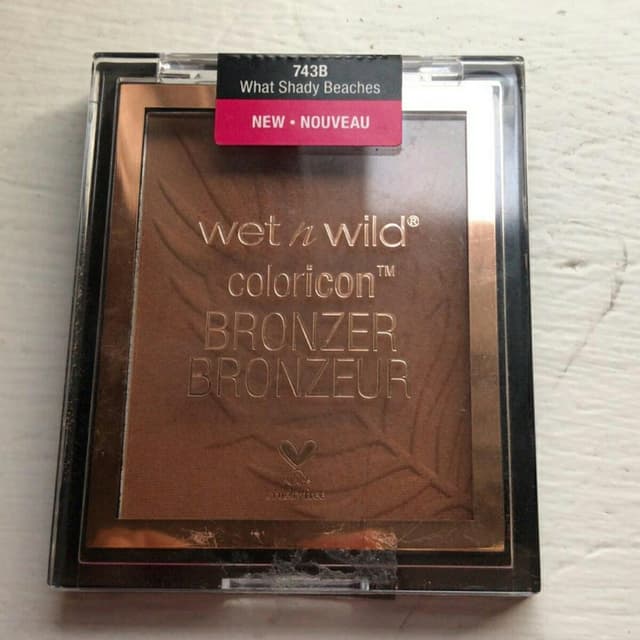 743B
What Shady Beaches
NEW • NOUVEAU
wet n wild®
coloricon™
BRONZER
BRONZEUR